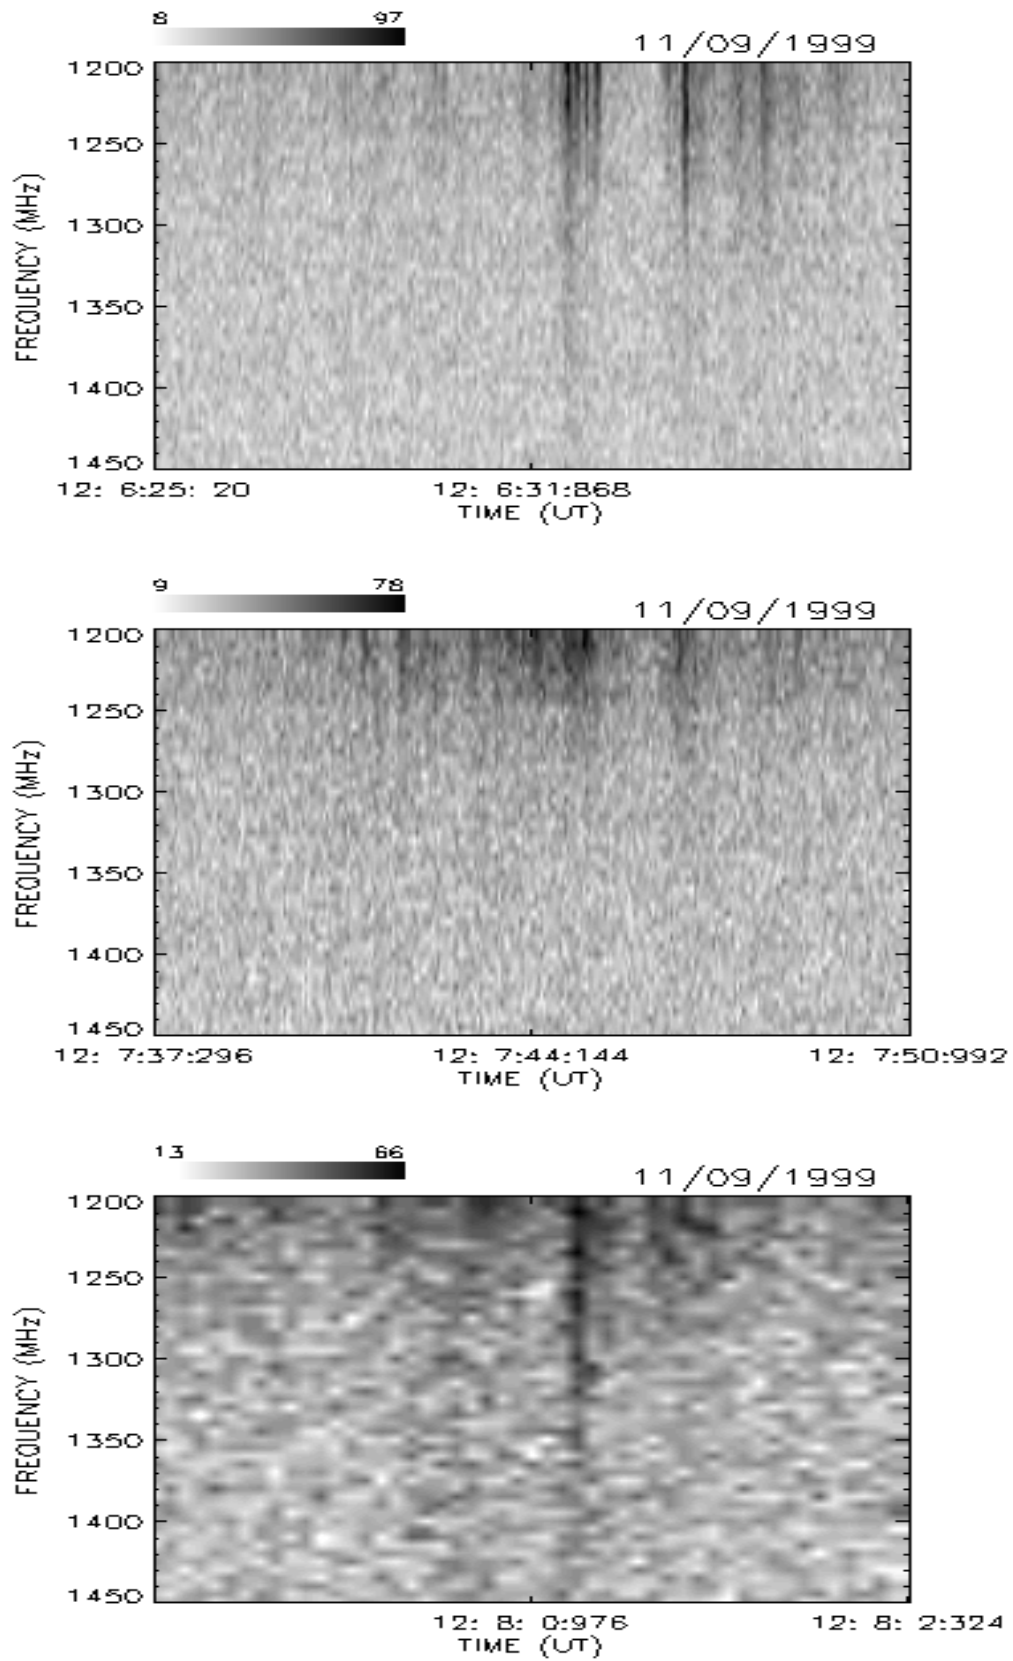 8 97
11/09/1999
1200
1250
1300
1350
1400
1450
FREQUENCY (MHz)
12: 6:25: 20 12: 6:31:868
TIME (UT)
9 78
11/09/1999
1200
1250
1300
1350
1400
1450
FREQUENCY (MHz)
12: 7:37:296 12: 7:44:144 12: 7:50:992
TIME (UT)
13 66
11/09/1999
1200
1250
1300
1350
1400
1450
FREQUENCY (MHz)
12: 8: 0:976 12: 8: 2:324
TIME (UT)